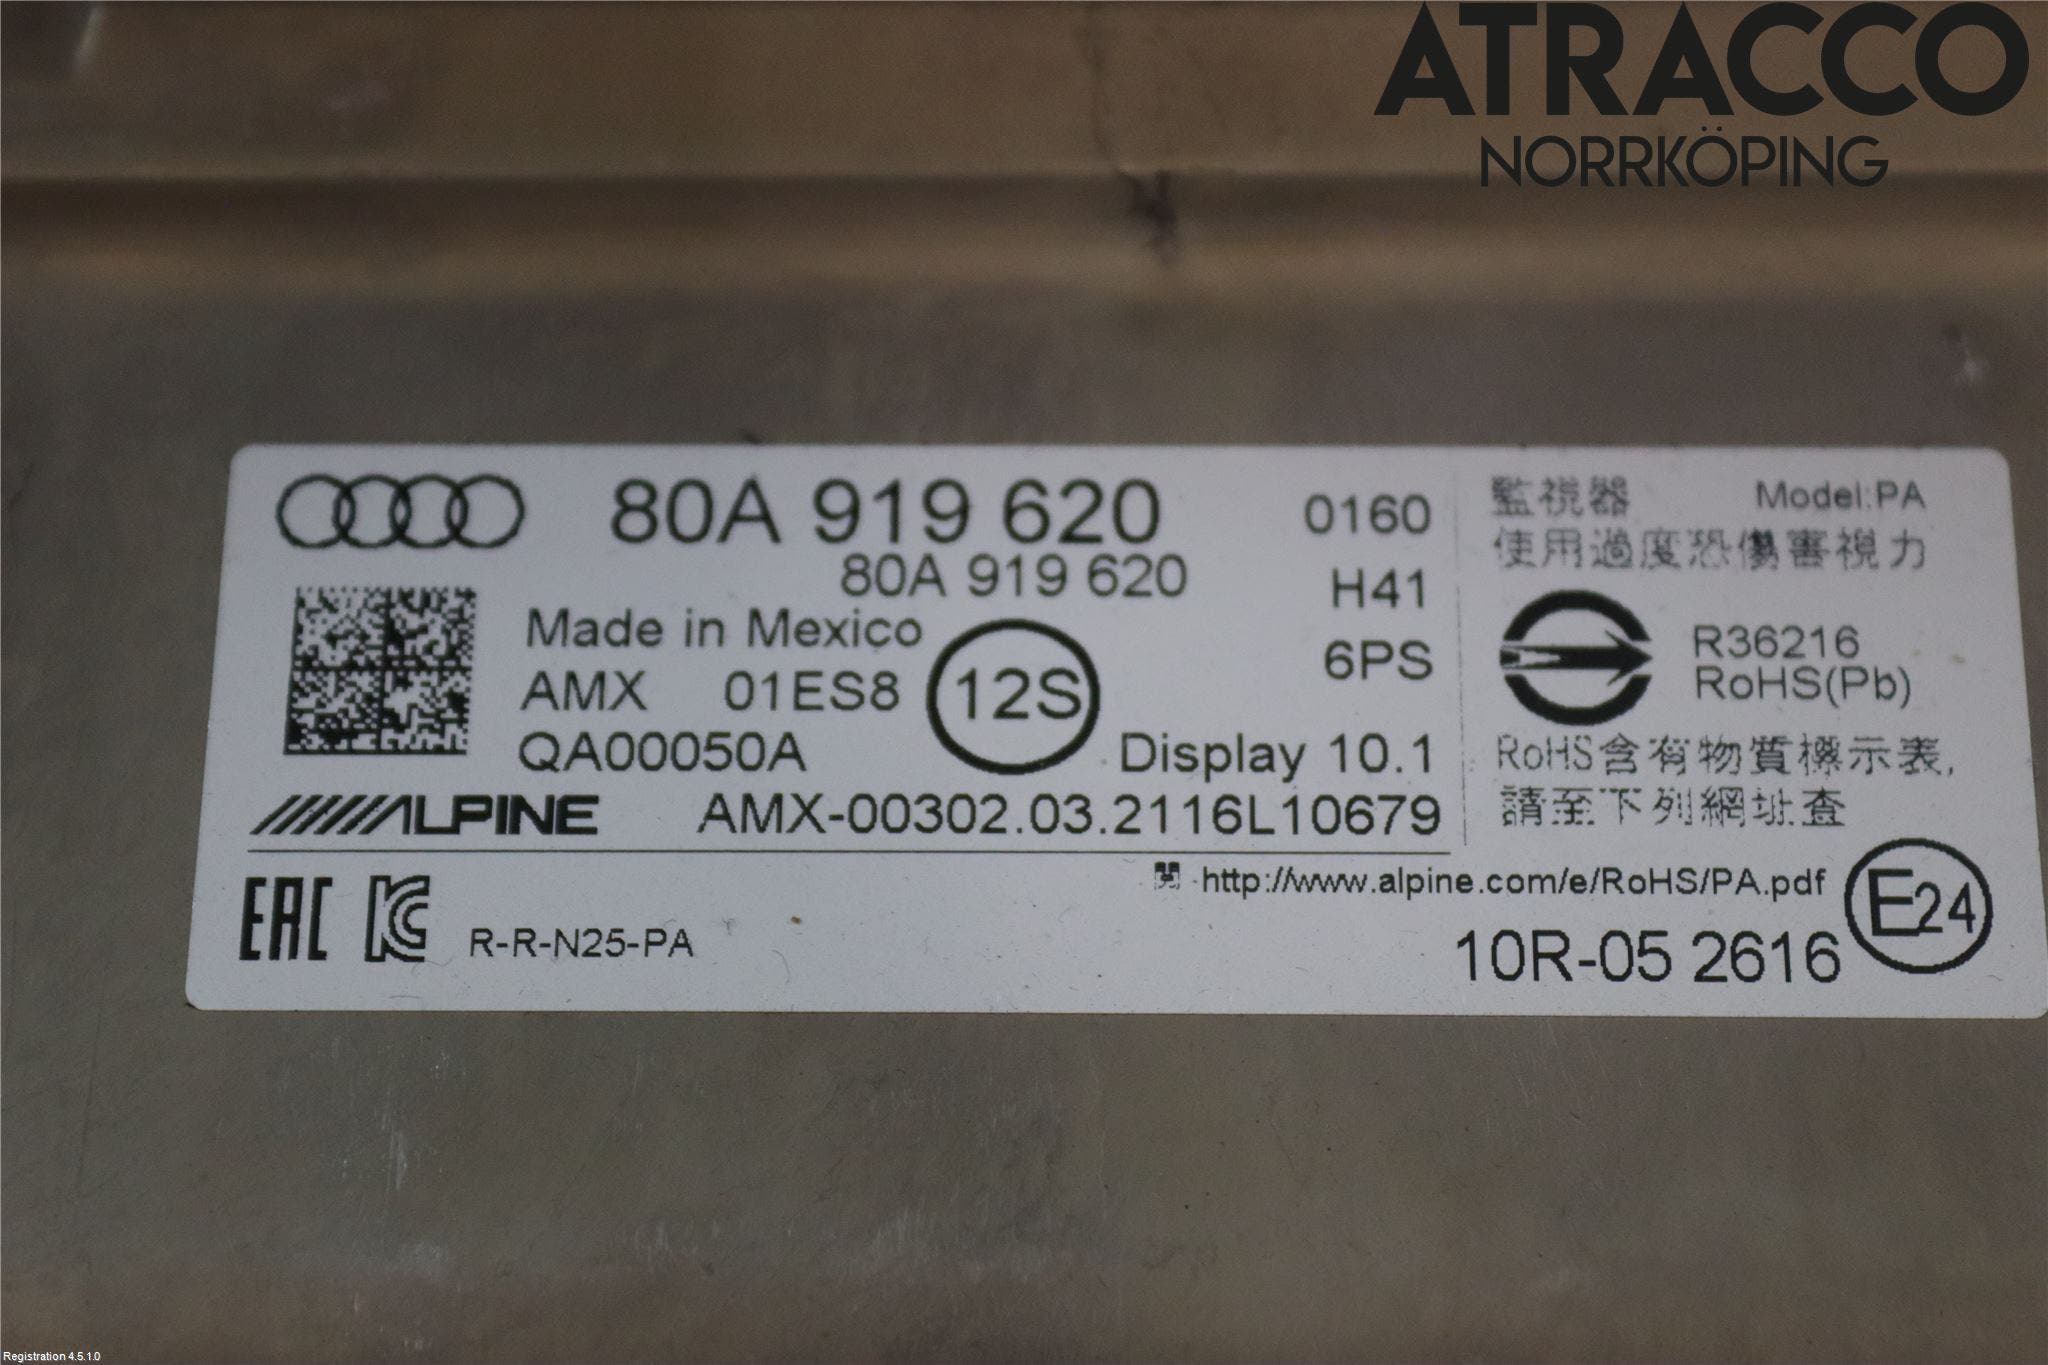 ATRACCO
NORRKÖPING
80A 919 620
0160
80A 919 620
H41
Made in Mexico
6PS
AMX 01ES8
12S
QA00050A
Display 10.1
ALPINE
AMX-00302.03.2116L10679
監視器 Model:PA
使用過度恐傷害視力
R36216
RoHS(Pb)
RoHS含有物質標示表,
請至下列網址查
http://www.alpine.com/e/RoHS/PA.pdf
EAC
KC
R-R-N25-PA
10R-05 2616
E24
Registration 4.5.1.0